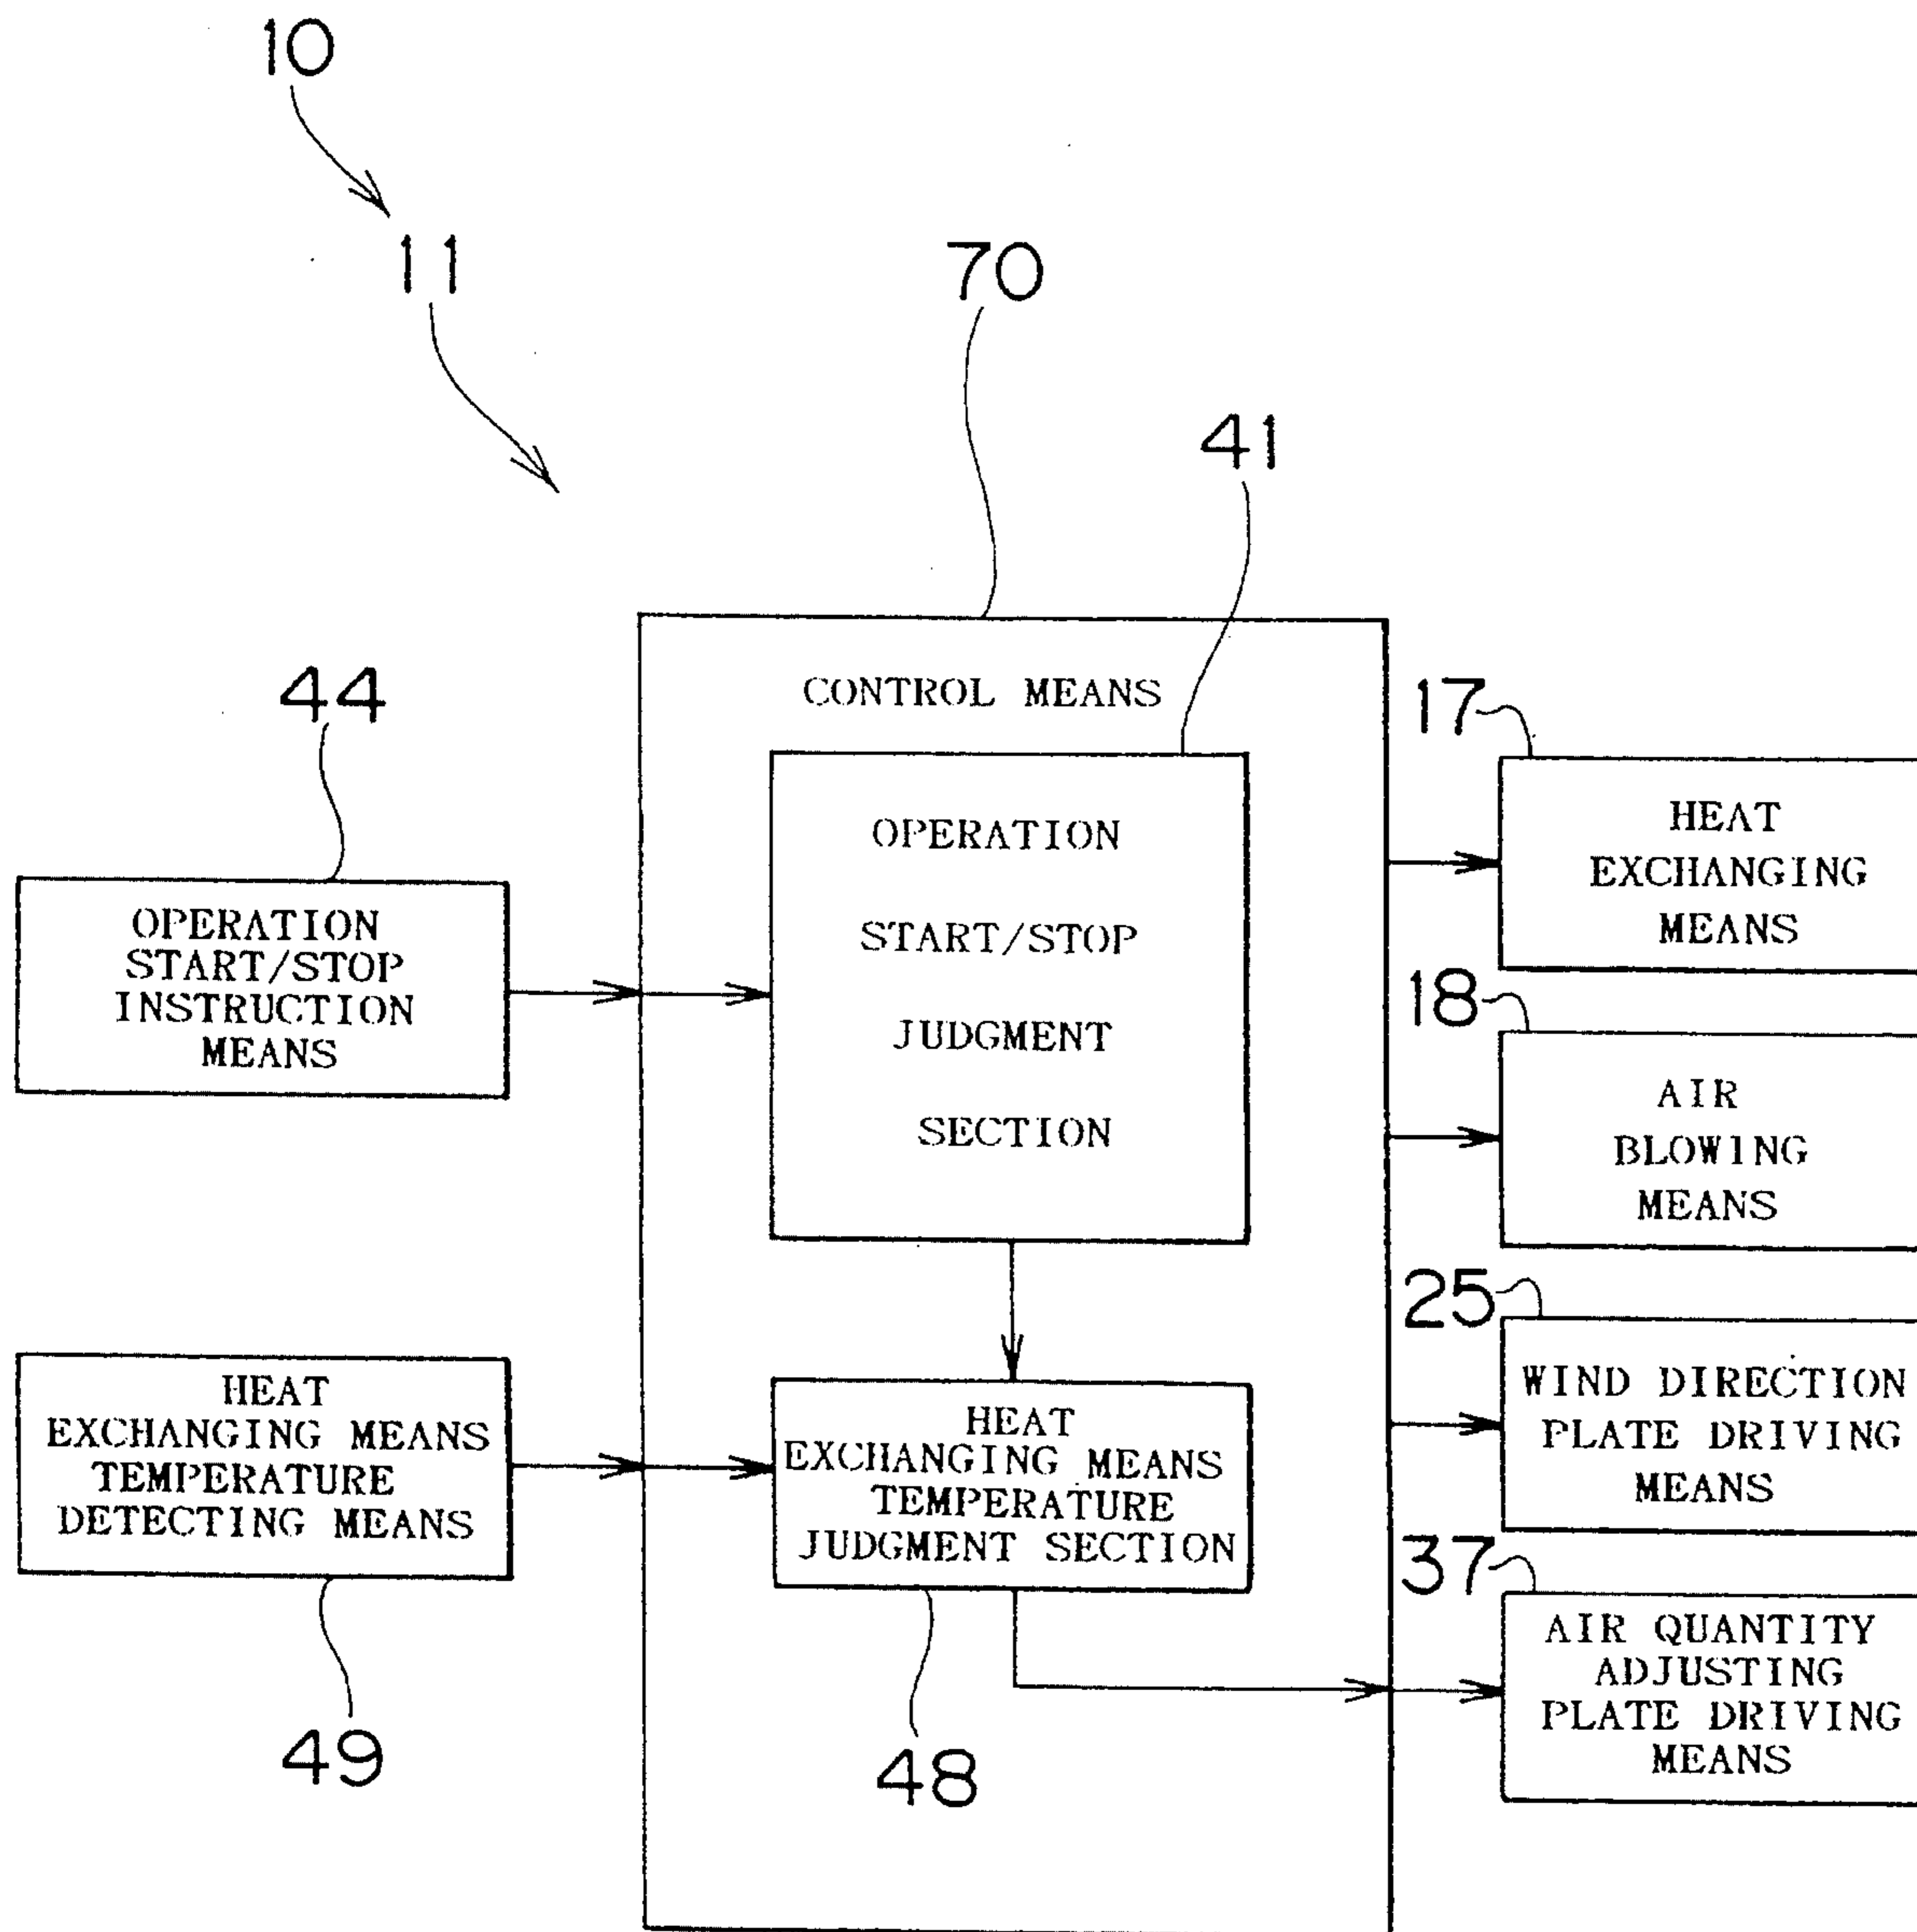 10
11
70
41
44
CONTROL MEANS
17
OPERATION
START/STOP
JUDGMENT
SECTION
HEAT
EXCHANGING
MEANS
OPERATION
START/STOP
INSTRUCTION
MEANS
18
AIR
BLOWING
MEANS
25
WIND DIRECTION
PLATE DRIVING
MEANS
HEAT
EXCHANGING MEANS
TEMPERATURE
DETECTING MEANS
HEAT
EXCHANGING MEANS
TEMPERATURE
JUDGMENT SECTION
37
AIR QUANTITY
ADJUSTING
PLATE DRIVING
MEANS
49
48